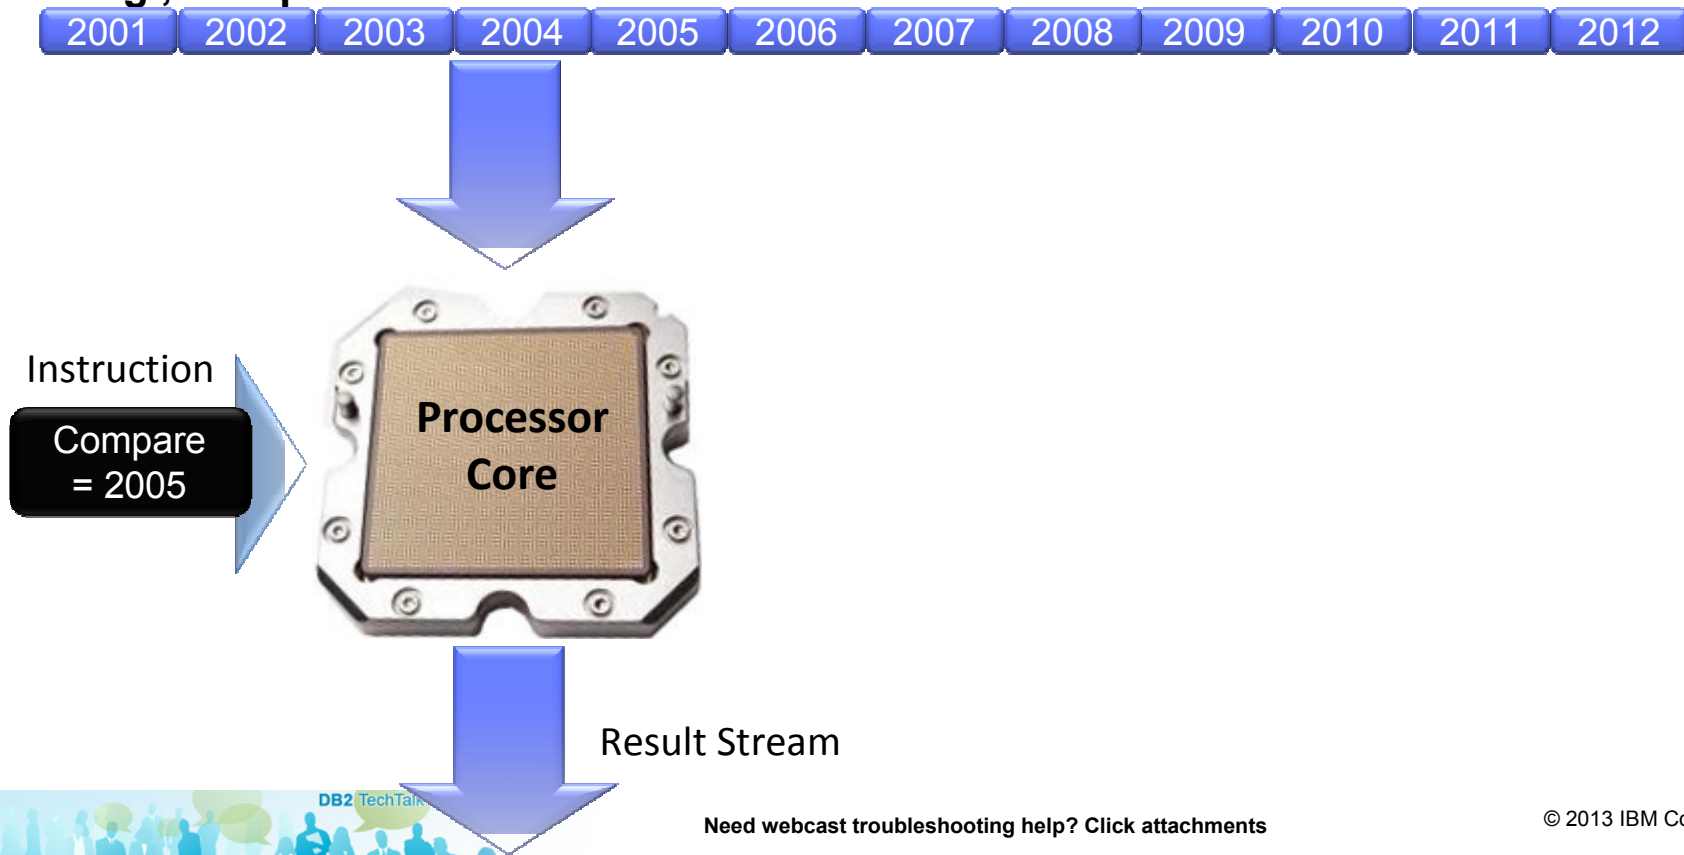 2001 2002 2003 2004 2005 2006 2007 2008 2009 2010 2011 2012
Instruction
Compare
= 2005
Processor
Core
Result Stream
DB2 TechTalk
Need webcast troubleshooting help? Click attachments
© 2013 IBM